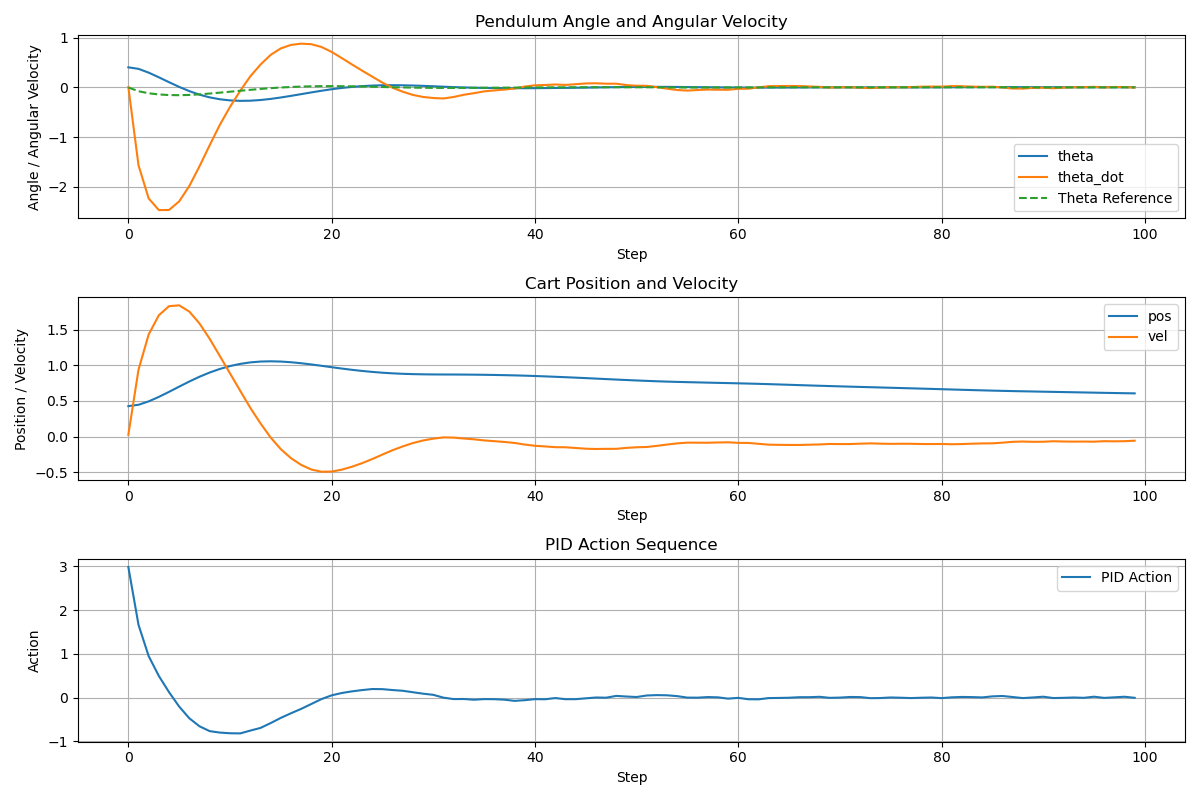 Pendulum Angle and Angular Velocity
Angle / Angular Velocity
1
0
−1
−2
theta
theta_dot
Theta Reference
0 20 40 60 80 100
Step
Cart Position and Velocity
Position / Velocity
1.5
1.0
0.5
0.0
−0.5
pos
vel
0 20 40 60 80 100
Step
PID Action Sequence
Action
3
2
1
0
−1
PID Action
0 20 40 60 80 100
Step